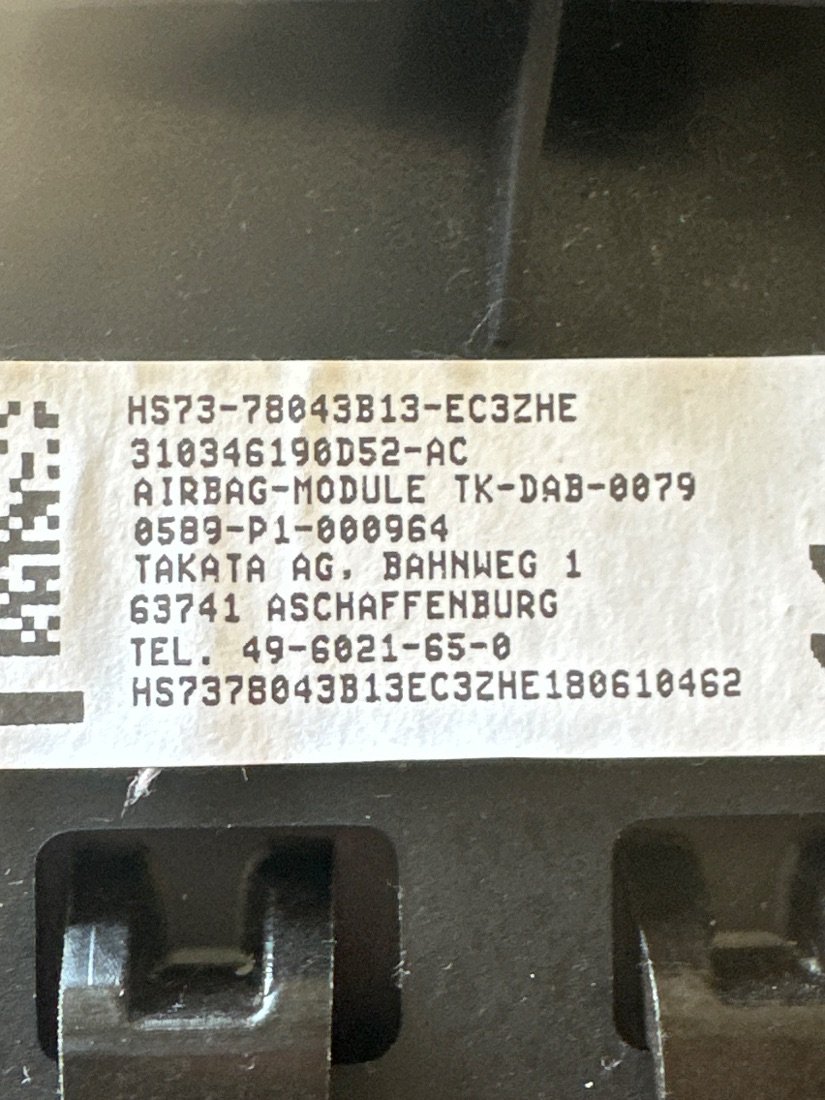 HS73-78043B13-EC3ZHE
310346190D52-AC
AIRBAG-MODULE TK-DAB-0079
0589-P1-000964
TAKATA AG, BAHNWEG 1
63741 ASCHAFFENBURG
TEL. 49-6021-65-0
HS7378043B13EC3ZHE180610462